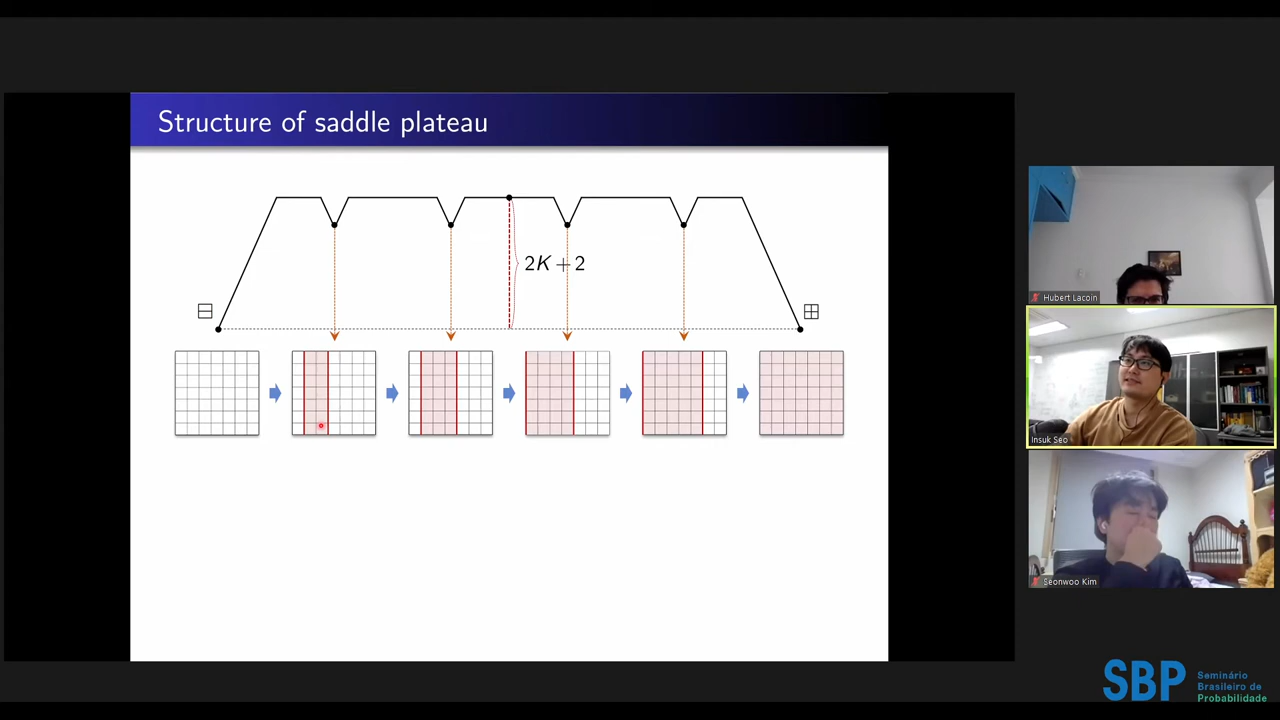 Structure of saddle plateau
2K + 2
Hubert Lacoin
Insuk Seo
Seonwoo Kim
SBP
Seminário
Brasileiro de
Probabilidade